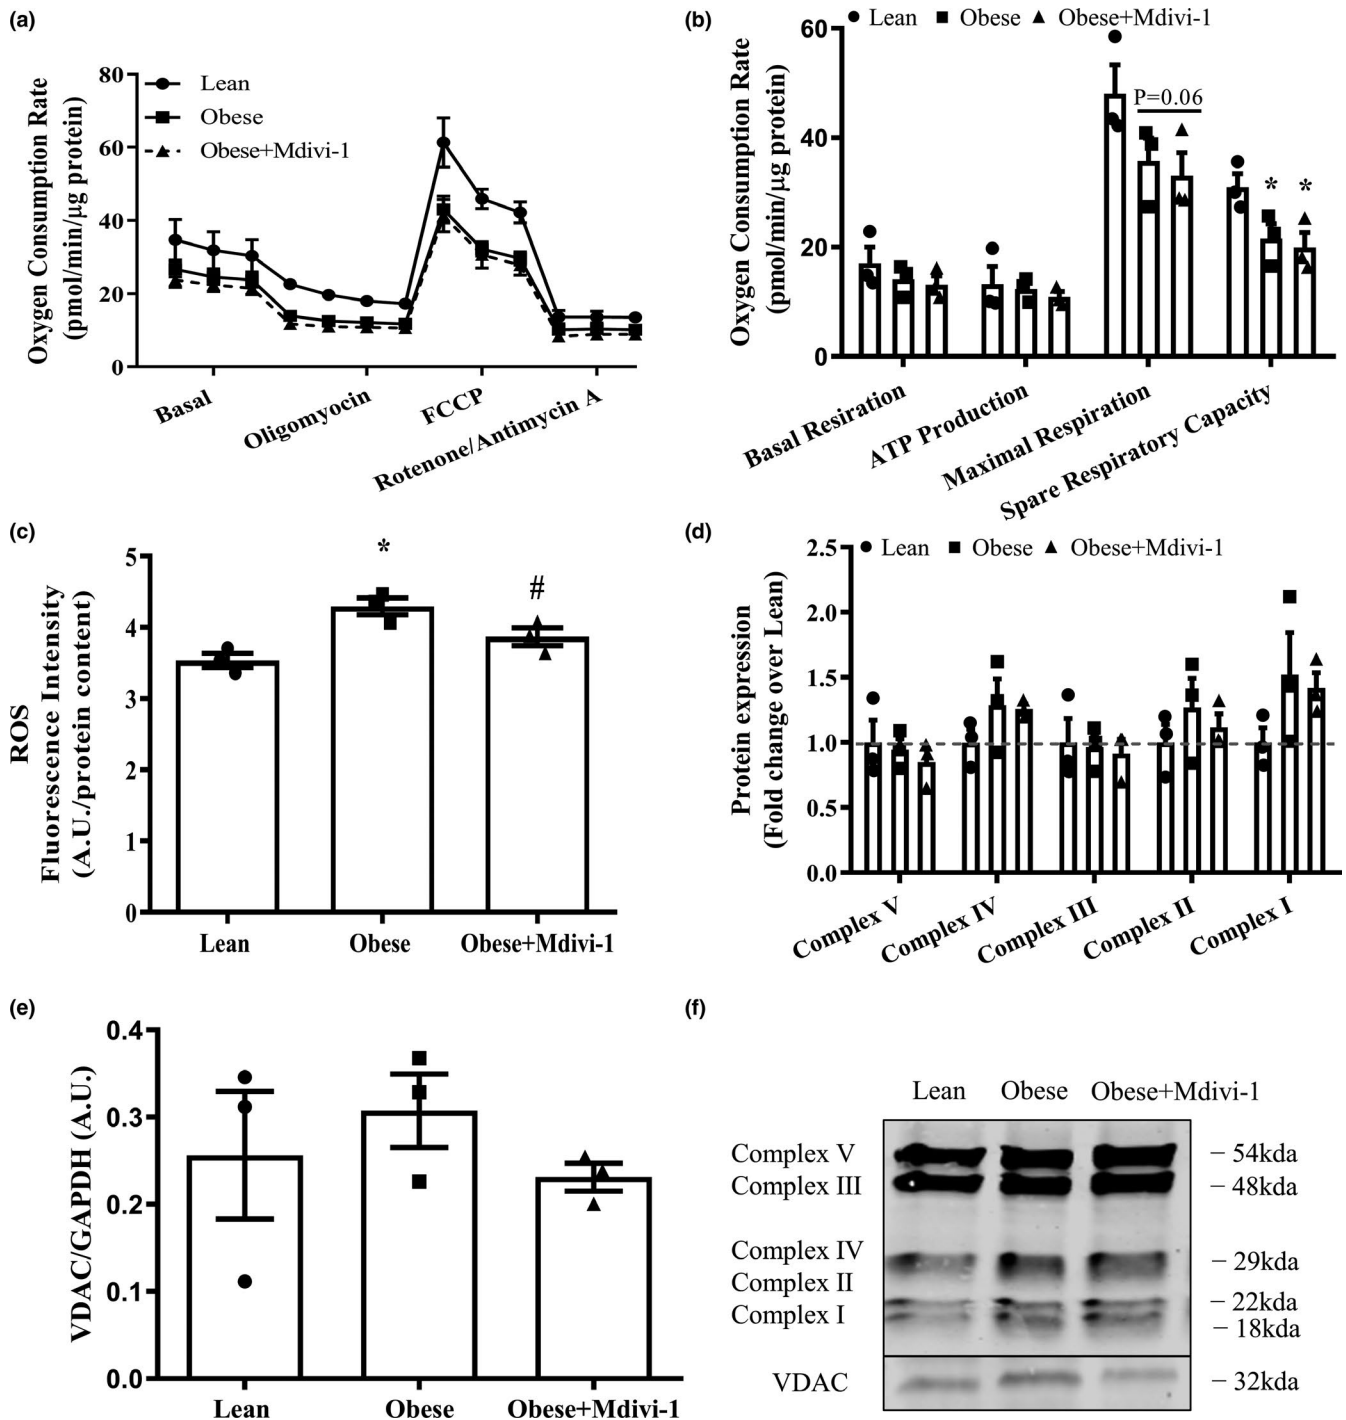 (a)
Oxygen Consumption Rate
(pmol/min/µg protein)
80
60
40
20
0
Lean
Obese
Obese+Mdivi-1
Basal
Oligomyocin
FCCP
Rotenone/Antimycin A
(b)
Lean Obese Obese+Mdivi-1
Oxygen Consumption Rate
(pmol/min/µg protein)
60
40
20
0
P=0.06
* *
Basal Resiration
ATP Production
Maximal Respiration
Spare Respiratory Capacity
(c)
ROS
Fluorescence Intensity
(A.U./protein content)
5
4
3
2
1
0
*
#
Lean Obese Obese+Mdivi-1
(d)
Lean Obese Obese+Mdivi-1
Protein expression
(Fold change over Lean)
2.5
2.0
1.5
1.0
0.5
0.0
Complex V
Complex IV
Complex III
Complex II
Complex I
(e)
VDAC/GAPDH (A.U.)
0.4
0.3
0.2
0.1
0.0
Lean Obese Obese+Mdivi-1
(f)
Lean Obese Obese+Mdivi-1
Complex V – 54kda
Complex III – 48kda
Complex IV – 29kda
Complex II – 22kda
Complex I – 18kda
VDAC – 32kda